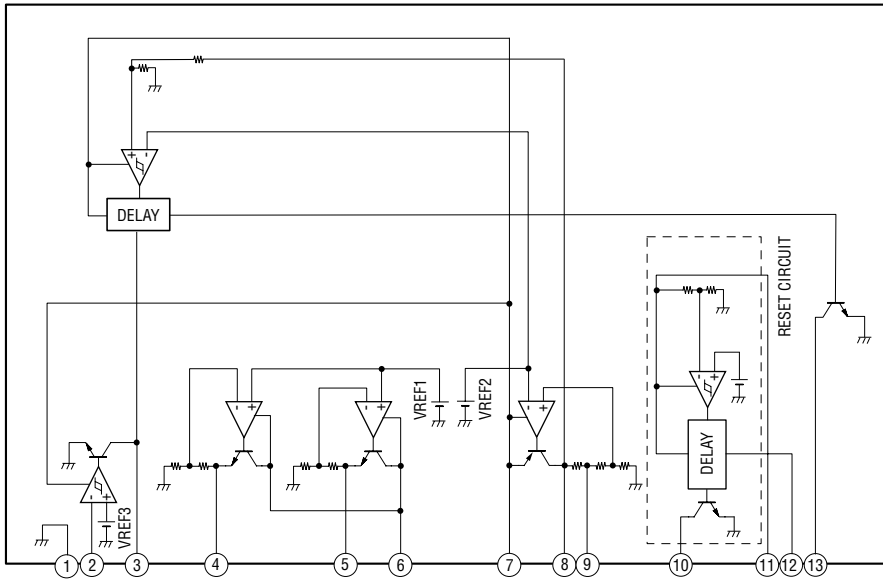 + -
DELAY
RESET CIRCUIT
- +
VREF1
- +
VREF2
- +
- +
DELAY
- +
VREF3
1 2 3 4 5 6 7 8 9 10 11 12 13